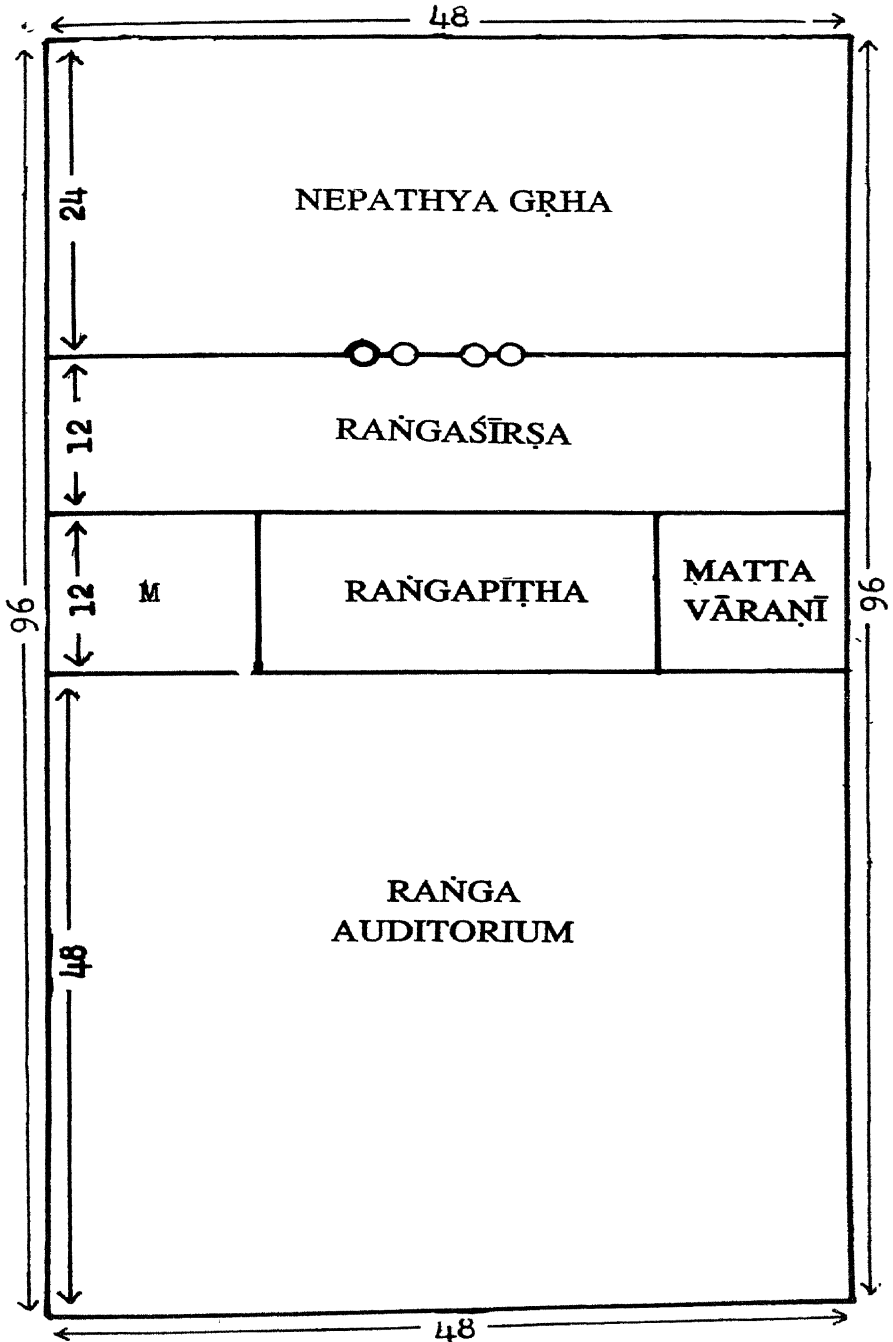 48
24
NEPATHYA GṚHA
12
RAṄGAŚĪRṢA
12
M
RAṄGAPĪṬHA
MATTA
VĀRAṆĪ
96
96
RAṄGA
AUDITORIUM
48
48